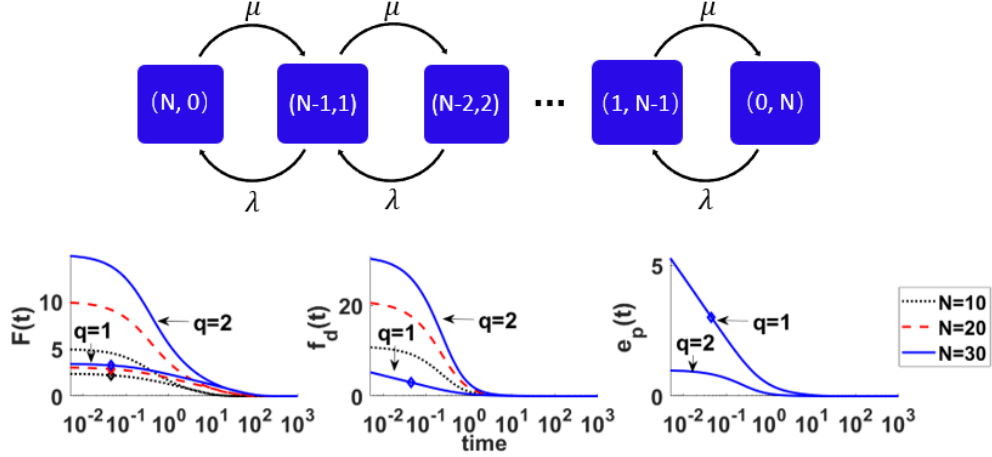 μ μ μ
(N, 0) (N-1,1) (N-2,2) ... (1, N-1) (0, N)
λ λ λ
F(t)
10
5
0
q=1
q=2
10^-2 10^-1 10^0 10^1 10^2 10^3
f_d(t)
20
0
q=1
q=2
10^-2 10^-1 10^0 10^1 10^2 10^3
time
e_p(t)
5
0
q=1
q=2
10^-2 10^-1 10^0 10^1 10^2 10^3
N=10
N=20
N=30